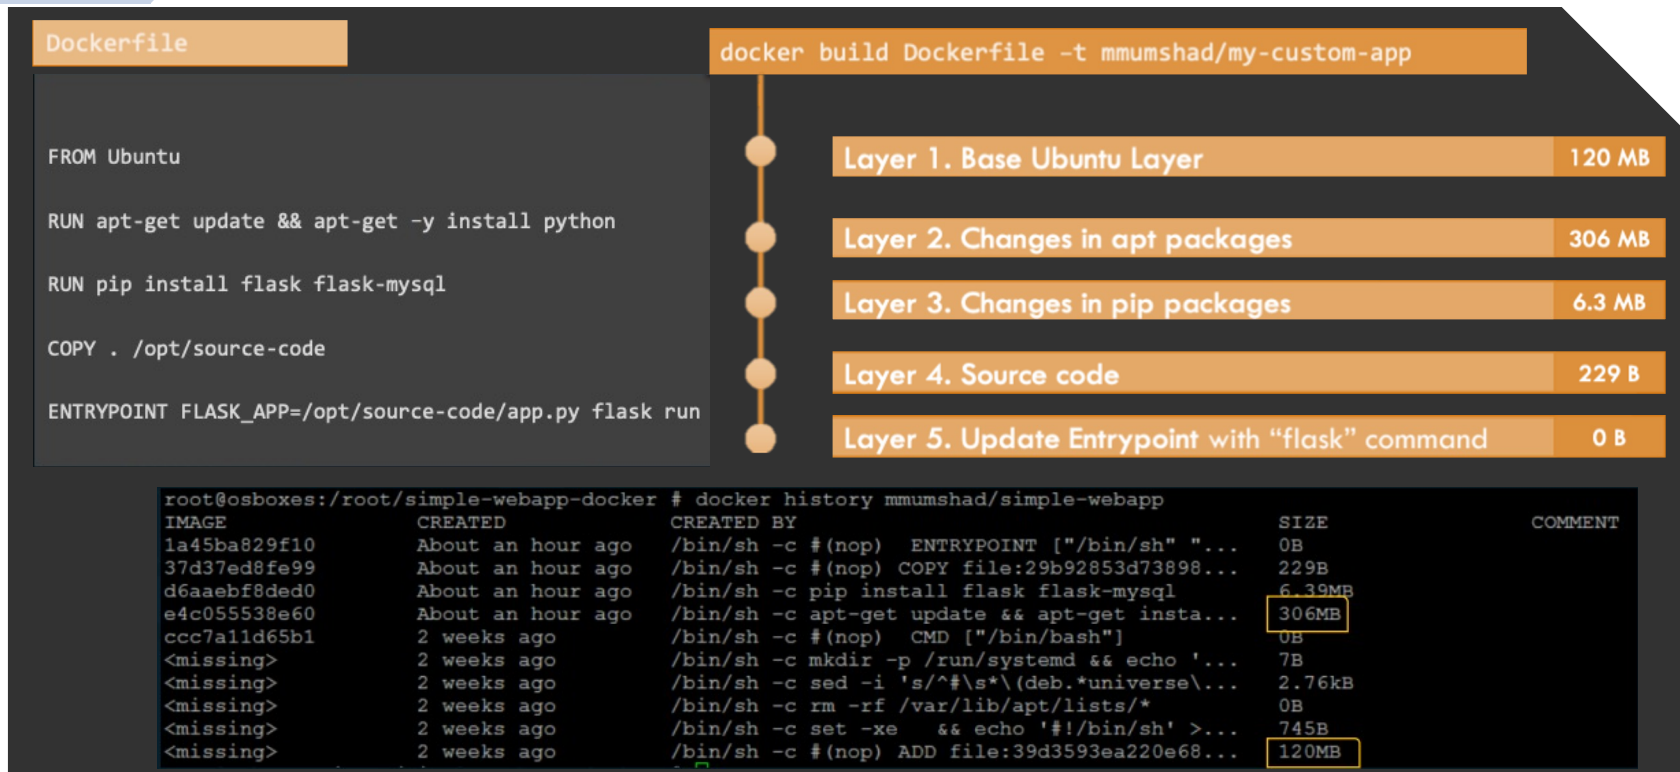 Dockerfile
docker build Dockerfile -t mmumshad/my-custom-app
FROM Ubuntu
RUN apt-get update && apt-get -y install python
RUN pip install flask flask-mysql
COPY . /opt/source-code
ENTRYPOINT FLASK_APP=/opt/source-code/app.py flask run
Layer 1. Base Ubuntu Layer 120 MB
Layer 2. Changes in apt packages 306 MB
Layer 3. Changes in pip packages 6.3 MB
Layer 4. Source code 229 B
Layer 5. Update Entrypoint with “flask” command 0 B
root@osboxes:/root/simple-webapp-docker # docker history mmumshad/simple-webapp
IMAGE CREATED CREATED BY SIZE COMMENT
1a45ba829f10 About an hour ago /bin/sh -c #(nop) ENTRYPOINT ["/bin/sh" "... 0B
37d37ed8fe99 About an hour ago /bin/sh -c #(nop) COPY file:29b92853d73898... 229B
d6aaebf8ded0 About an hour ago /bin/sh -c pip install flask flask-mysql 6.39MB
e4c055538e60 About an hour ago /bin/sh -c apt-get update && apt-get insta... 306MB
ccc7a11d65b1 2 weeks ago /bin/sh -c #(nop) CMD ["/bin/bash"] 0B
<missing> 2 weeks ago /bin/sh -c mkdir -p /run/systemd && echo '... 7B
<missing> 2 weeks ago /bin/sh -c sed -i 's/^#\s*\(deb.*universe\... 2.76kB
<missing> 2 weeks ago /bin/sh -c rm -rf /var/lib/apt/lists/* 0B
<missing> 2 weeks ago /bin/sh -c set -xe && echo '#!/bin/sh' >... 745B
<missing> 2 weeks ago /bin/sh -c #(nop) ADD file:39d3593ea220e68... 120MB